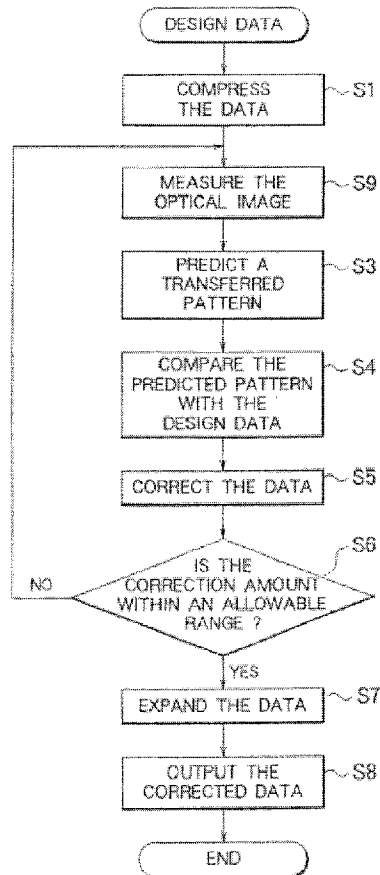 DESIGN DATA
COMPRESS
THE DATA
S1
MEASURE THE
OPTICAL IMAGE
S9
PREDICT A
TRANSFERRED
PATTERN
S3
COMPARE THE
PREDICTED PATTERN
WITH THE
DESIGN DATA
S4
CORRECT THE DATA
S5
IS THE
CORRECTION AMOUNT
WITHIN AN ALLOWABLE
RANGE ?
S6
NO
YES
EXPAND THE DATA
S7
OUTPUT THE
CORRECTED DATA
S8
END